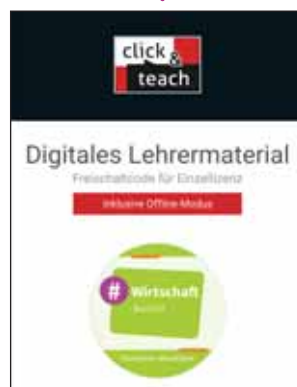 click &
teach
Digitales Lehrermaterial
Freischaltcode für Einzellizenz
Inklusive Offline-Modus
# Wirtschaft